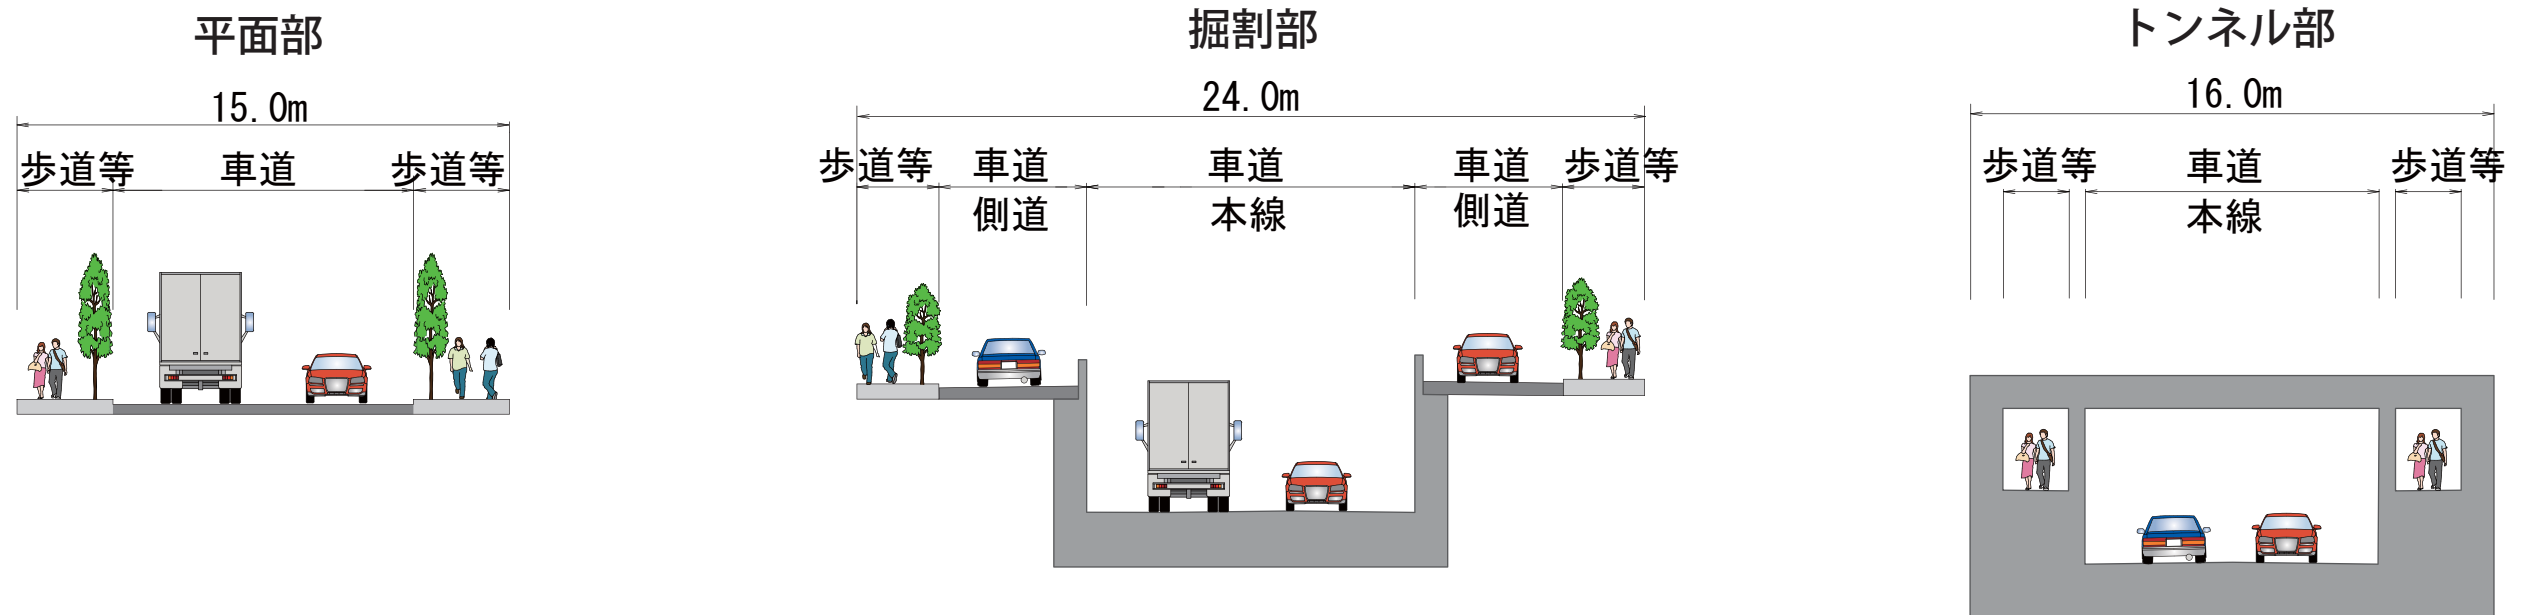 平面部
15.0m
歩道等 車道 歩道等
掘割部
24.0m
歩道等 車道 車道 車道 歩道等
側道 本線 側道
トンネル部
16.0m
歩道等 車道 歩道等
本線